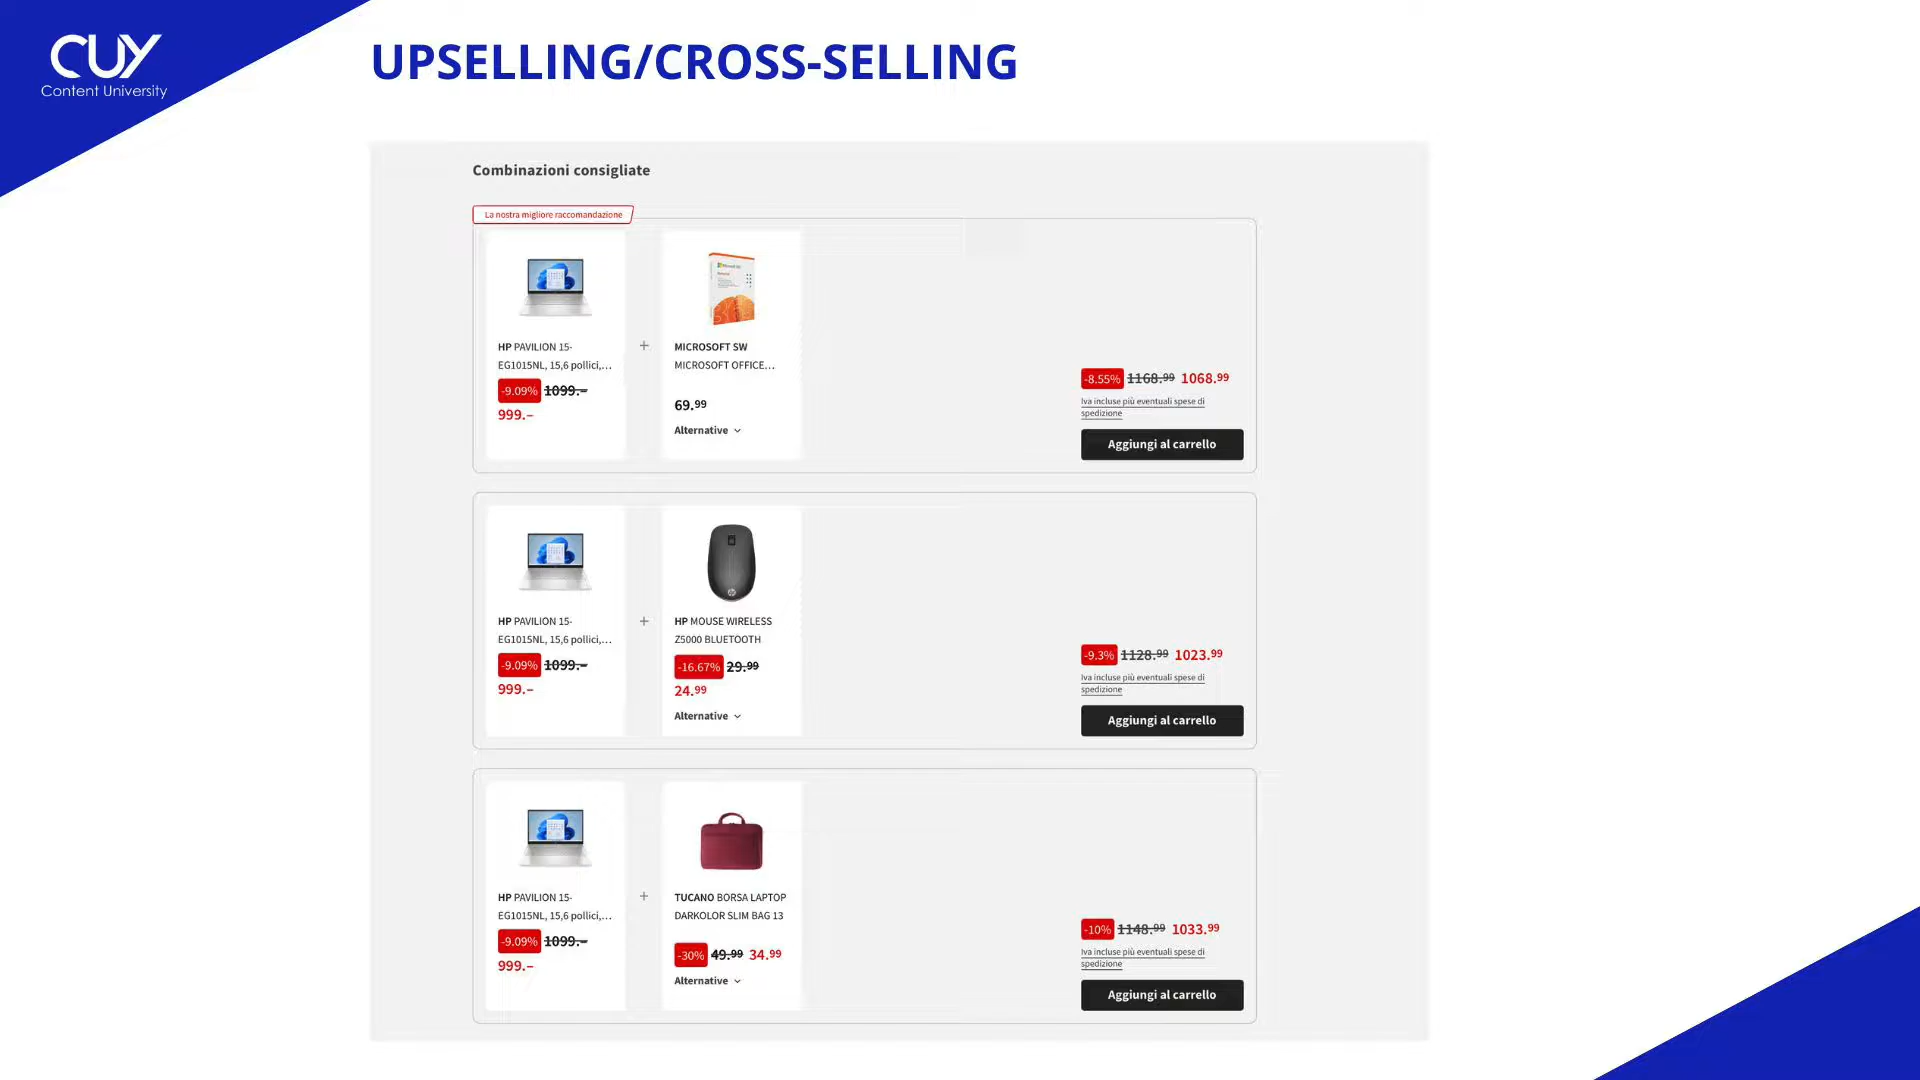 CUY
Content University
UPSELLING/CROSS-SELLING
Combinazioni consigliate
La nostra migliore raccomandazione
HP PAVILION 15-
EG1015NL, 15,6 pollici,...
-9.09% 1099.–
999.–
+
MICROSOFT SW
MICROSOFT OFFICE...
69.99
Alternative
-8.55% 1168.99 1068.99
Iva incluse più eventuali spese di
spedizione
Aggiungi al carrello
HP PAVILION 15-
EG1015NL, 15,6 pollici,...
-9.09% 1099.–
999.–
+
HP MOUSE WIRELESS
Z5000 BLUETOOTH
-16.67% 29.99
24.99
Alternative
-9.3% 1128.99 1023.99
Iva incluse più eventuali spese di
spedizione
Aggiungi al carrello
HP PAVILION 15-
EG1015NL, 15,6 pollici,...
-9.09% 1099.–
999.–
+
TUCANO BORSA LAPTOP
DARKOLOR SLIM BAG 13
-30% 49.99 34.99
Alternative
-10% 1148.99 1033.99
Iva incluse più eventuali spese di
spedizione
Aggiungi al carrello